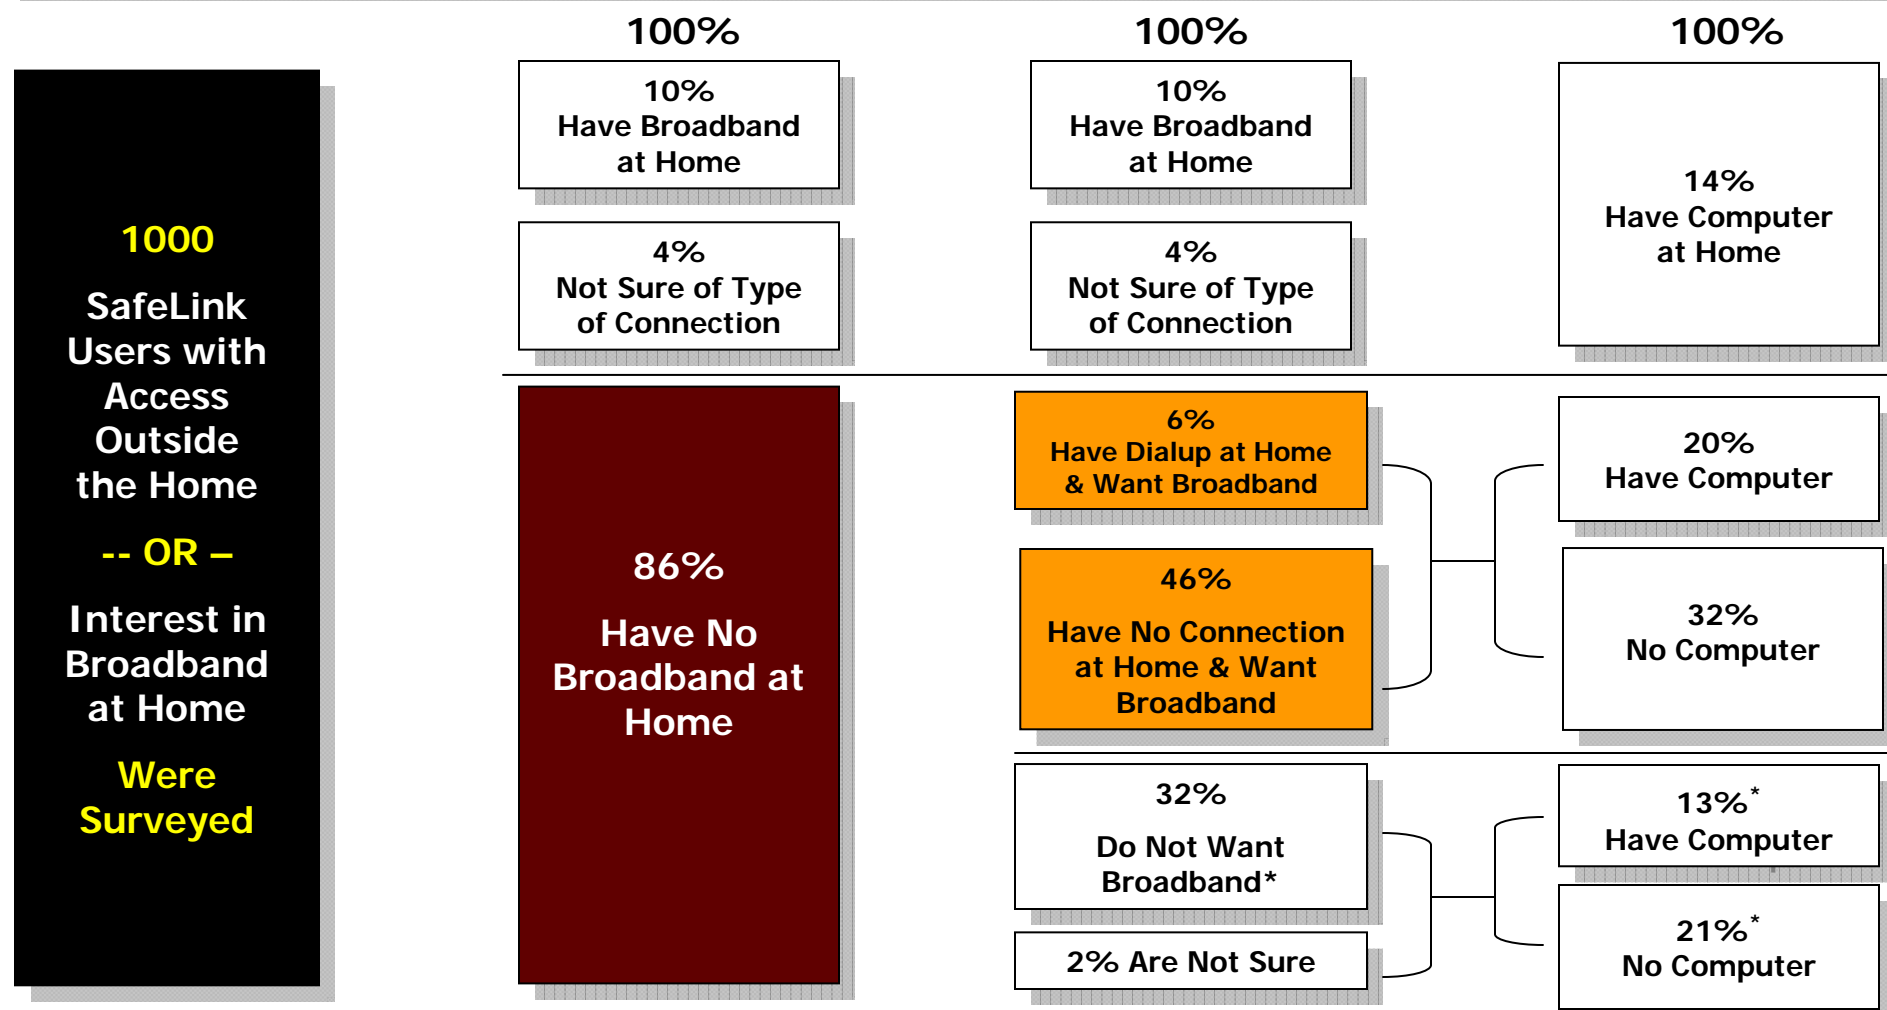 1000
SafeLink
Users with
Access
Outside
the Home
-- OR –
Interest in
Broadband
at Home
Were
Surveyed
100%
10%
Have Broadband
at Home
4%
Not Sure of Type
of Connection
86%
Have No
Broadband at
Home
100%
10%
Have Broadband
at Home
4%
Not Sure of Type
of Connection
6%
Have Dialup at Home
& Want Broadband
46%
Have No Connection
at Home & Want
Broadband
32%
Do Not Want
Broadband*
2% Are Not Sure
100%
14%
Have Computer
at Home
20%
Have Computer
32%
No Computer
13%*
Have Computer
21%*
No Computer